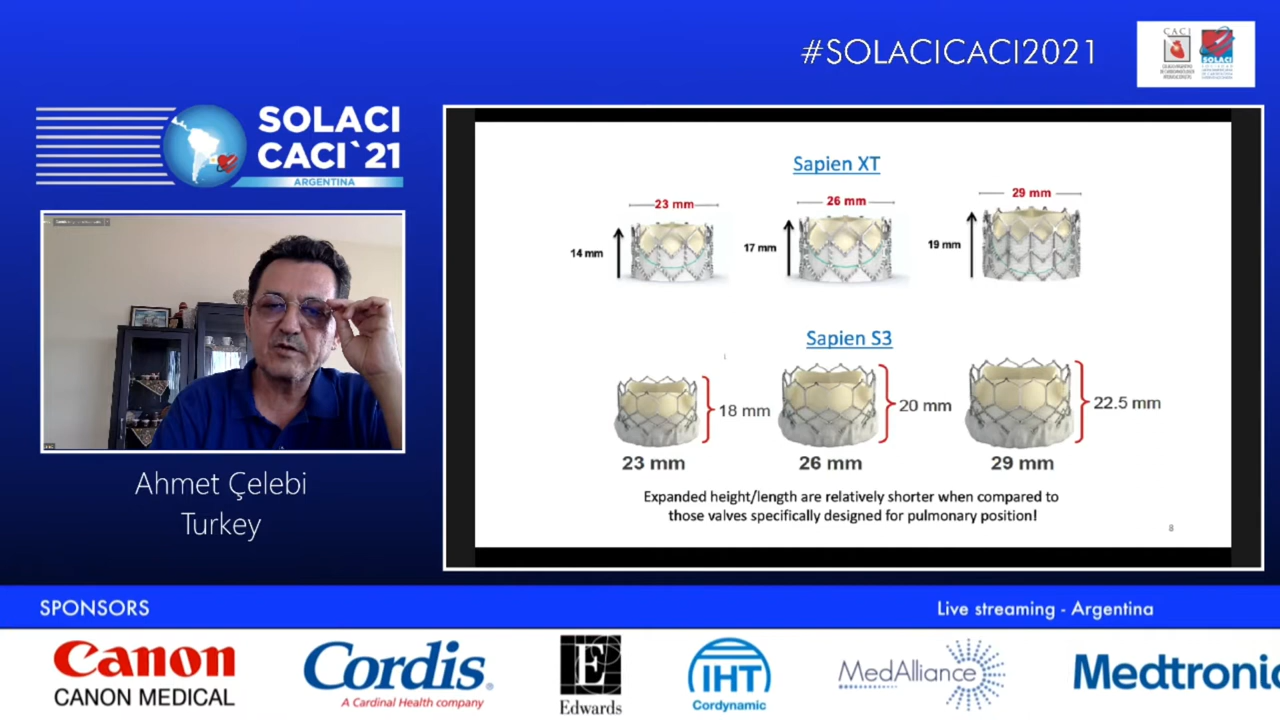 #SOLACICACI2021
CACI
SOLACI
SOLACI
CACI`21
ARGENTINA
Ahmet Çelebi
Turkey
Sapien XT
23 mm
26 mm
29 mm
14 mm
17 mm
19 mm
Sapien S3
18 mm
20 mm
22.5 mm
23 mm
26 mm
29 mm
Expanded height/length are relatively shorter when compared to
those valves specifically designed for pulmonary position!
8
SPONSORS
Live streaming - Argentina
Canon
CANON MEDICAL
Cordis®
A Cardinal Health company
E
Edwards
IHT
Cordynamic
MedAlliance
Medtronic